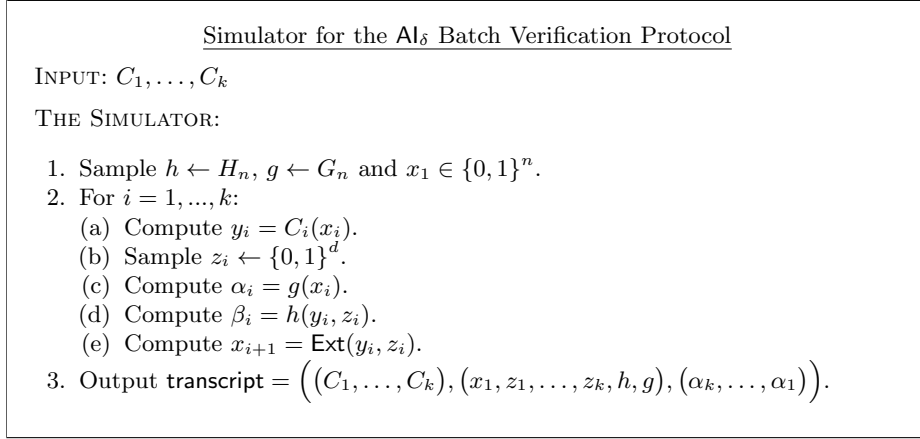 Simulator for the AI_δ Batch Verification Protocol
INPUT: C_1, . . . , C_k
THE SIMULATOR:
1. Sample h ← H_n, g ← G_n and x_1 ∈ {0, 1}^n.
2. For i = 1, ..., k:
(a) Compute y_i = C_i(x_i).
(b) Sample z_i ← {0, 1}^d.
(c) Compute α_i = g(x_i).
(d) Compute β_i = h(y_i, z_i).
(e) Compute x_{i+1} = Ext(y_i, z_i).
3. Output transcript = ((C_1, . . . , C_k), (x_1, z_1, . . . , z_k, h, g), (α_k, . . . , α_1)).